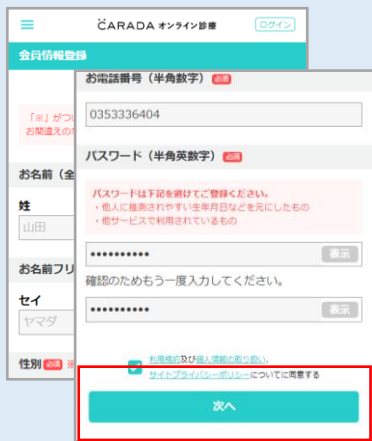 CARADA オンライン診療
ログイン
会員情報登録
「※」がつ
お間違えの
お名前（全
姓
山田
お名前フリ
セイ
ヤマダ
性別 必須 ※
お電話番号（半角数字） 必須
0353336404
パスワード（半角英数字） 必須
パスワードは下記を避けてご登録ください。
・他人に推測されやすい生年月日などを元にしたもの
・他サービスで利用されているもの
••••••••••
表示
確認のためもう一度入力してください。
••••••••••
表示
利用規約及び個人情報の取り扱い、
サイトプライバシーポリシーについてに同意する
次へ